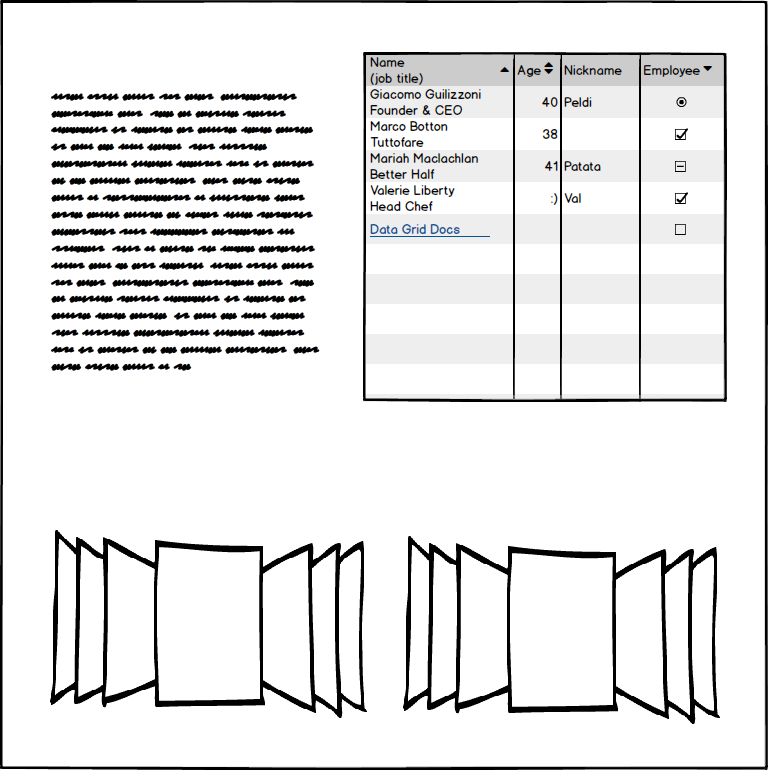 Name
(job title)
Age
Nickname
Employee
Giacomo Guilizzoni
Founder & CEO
40
Peldi
Marco Botton
Tuttofare
38
Mariah Maclachlan
Better Half
41
Patata
Valerie Liberty
Head Chef
:)
Val
Data Grid Docs